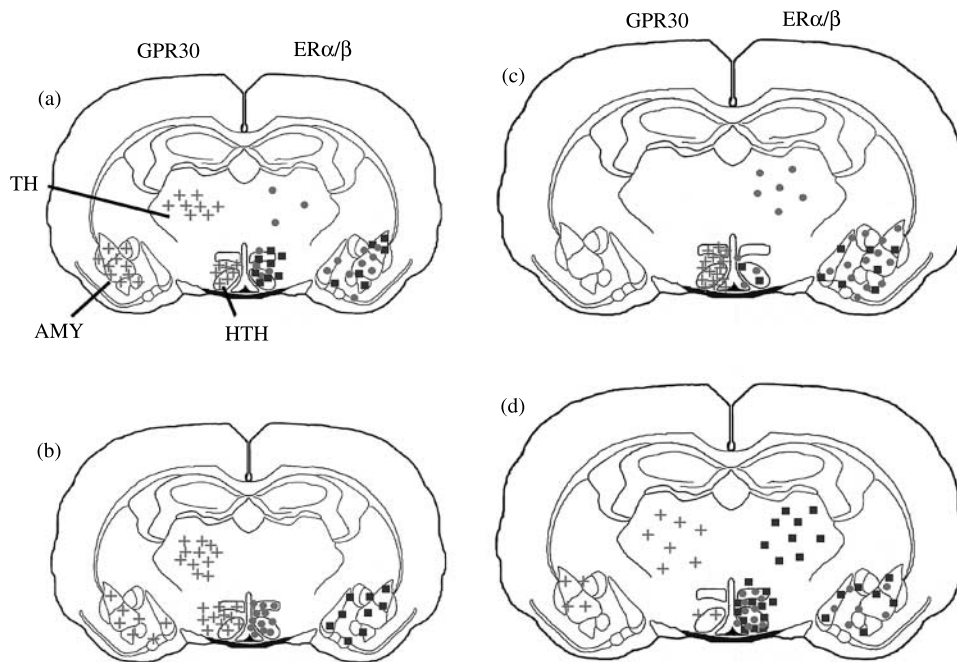 GPR30 ERα/β
(a)
TH
AMY
HTH
GPR30 ERα/β
(c)
(b)
(d)